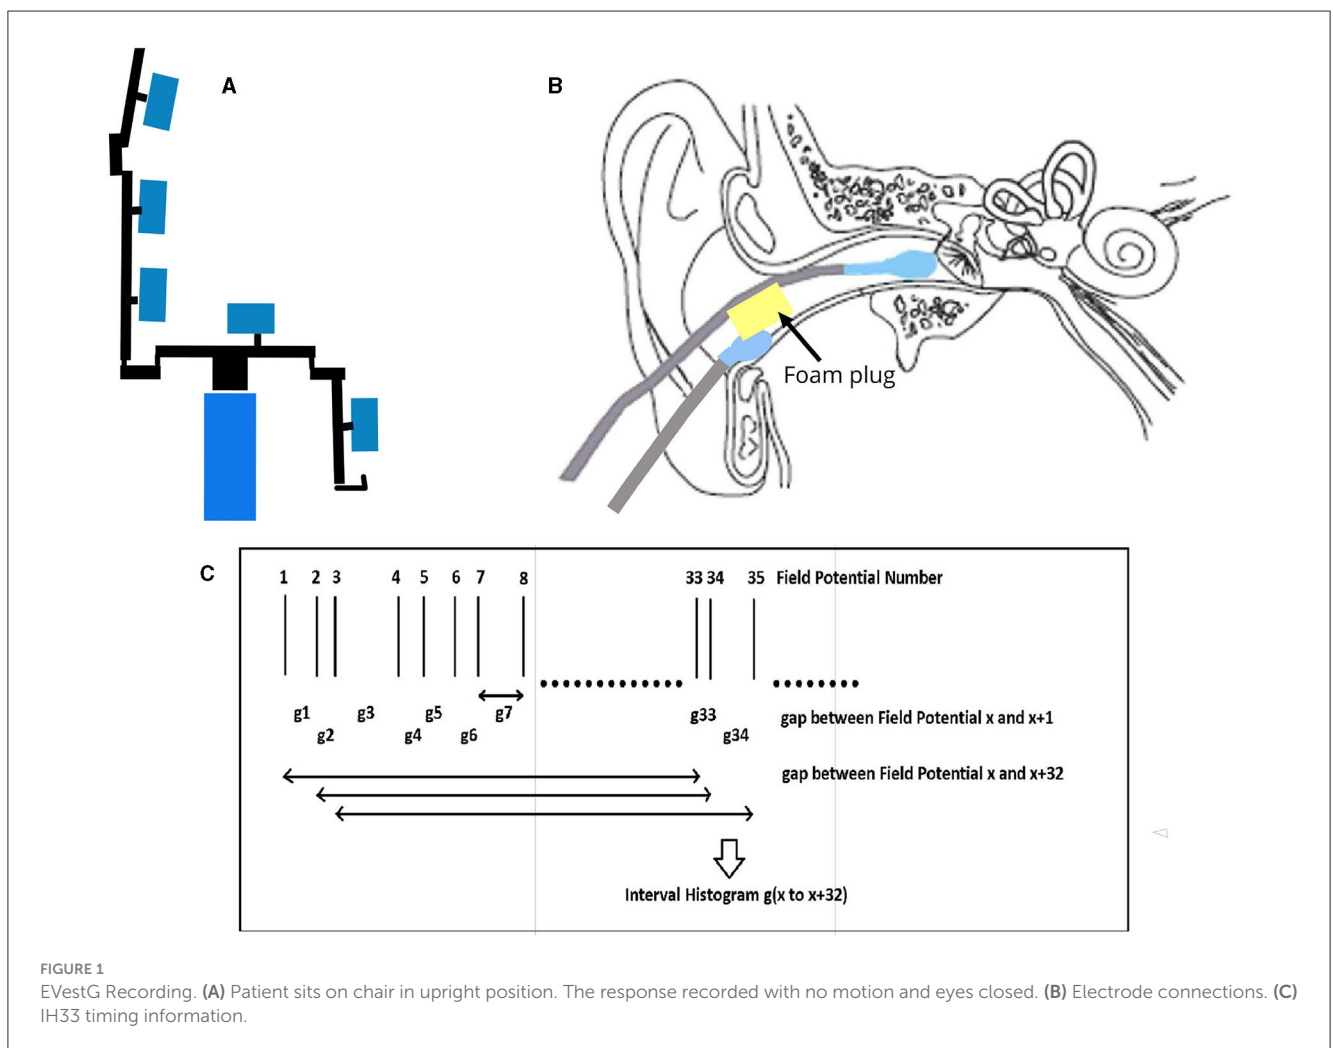 A
B
Foam plug
C
1 2 3 4 5 6 7 8 33 34 35 Field Potential Number
g1 g3 g5 g7 g33 gap between Field Potential x and x+1
g2 g4 g6 g34
gap between Field Potential x and x+32
Interval Histogram g(x to x+32)
FIGURE 1
EVestG Recording. (A) Patient sits on chair in upright position. The response recorded with no motion and eyes closed. (B) Electrode connections. (C)
IH33 timing information.